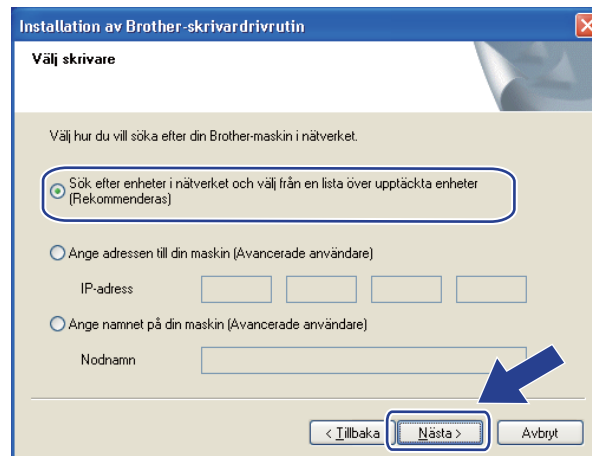 Installation av Brother-skrivardrivrutin
Välj skrivare
Välj hur du vill söka efter din Brother-maskin i nätverket.
Sök efter enheter i nätverket och välj från en lista över upptäckta enheter
(Rekommenderas)
Ange adressen till din maskin (Avancerade användare)
IP-adress
Ange namnet på din maskin (Avancerade användare)
Nodnamn
< Tillbaka Nästa > Avbryt